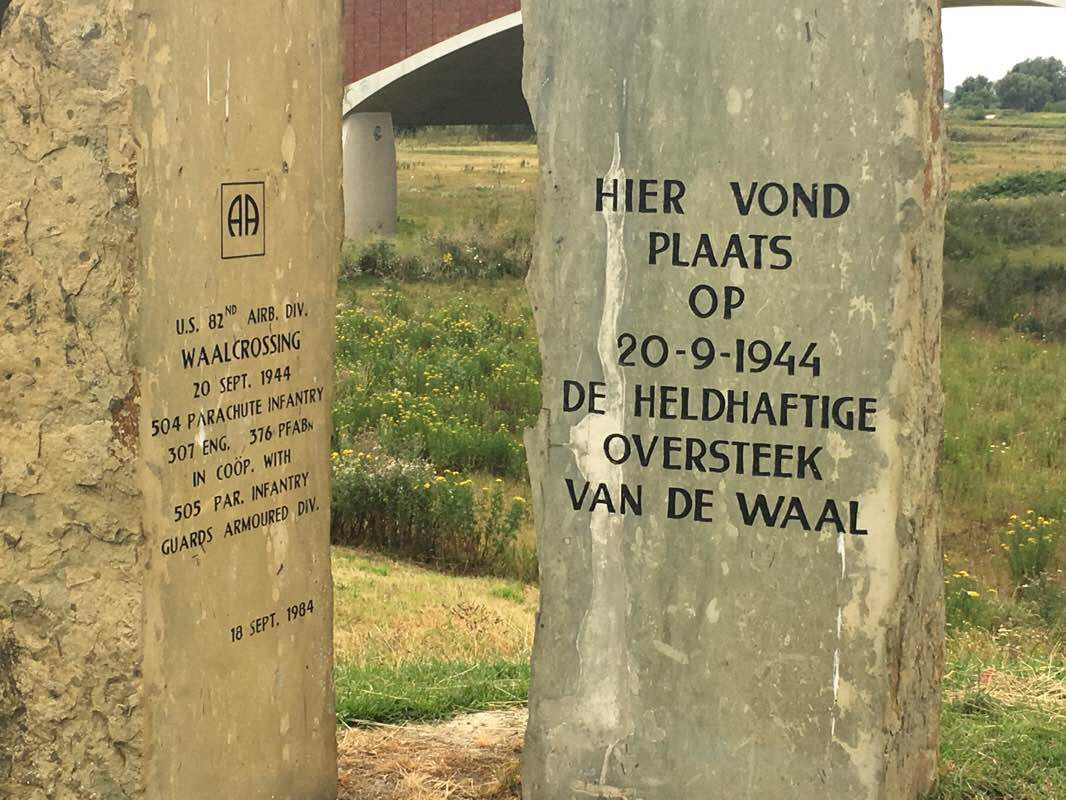 AA
U.S. 82ND AIRB. DIV.
WAALCROSSING
20 SEPT. 1944
504 PARACHUTE INFANTRY
307 ENG. 376 PFABN
IN COÖP. WITH
505 PAR. INFANTRY
GUARDS ARMOURED DIV.
18 SEPT. 1984
HIER VOND
PLAATS
OP
20-9-1944
DE HELDHAFTIGE
OVERSTEEK
VAN DE WAAL